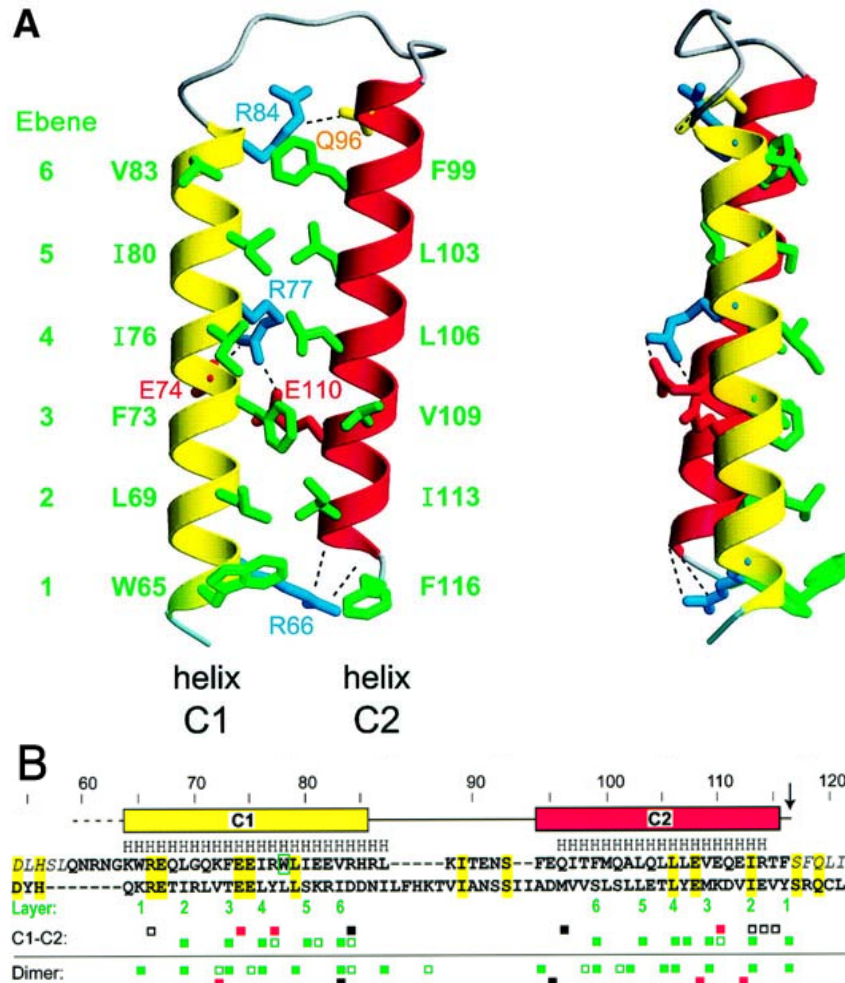 A
Ebene
R84
Q96
6 V83 F99
5 I80 L103
R77
4 I76 L106
E74 E110
3 F73 V109
2 L69 I113
1 W65 F116
R66
helix C1
helix C2
B
60 70 80 90 100 110 120
C1 C2
HHHHHHHHHHHHHHHHHHHHHHHH HHHHHHHHHHHHHHHHHHH
DLHSLQNRNGKWREQLGQKFEEIRWLIEEVRHRL-----KITENS--FEQITFMQALQLLLEVEQEIRTFSFQLI
DYH-------QKRETIRLVTEELYLLSKRIDDNILFHKTVIANSSIIADMVVSLSLLETLYEMKDVIEVYSRQCL
Layer: 1 2 3 4 5 6 6 5 4 3 2 1
C1-C2:
Dimer: